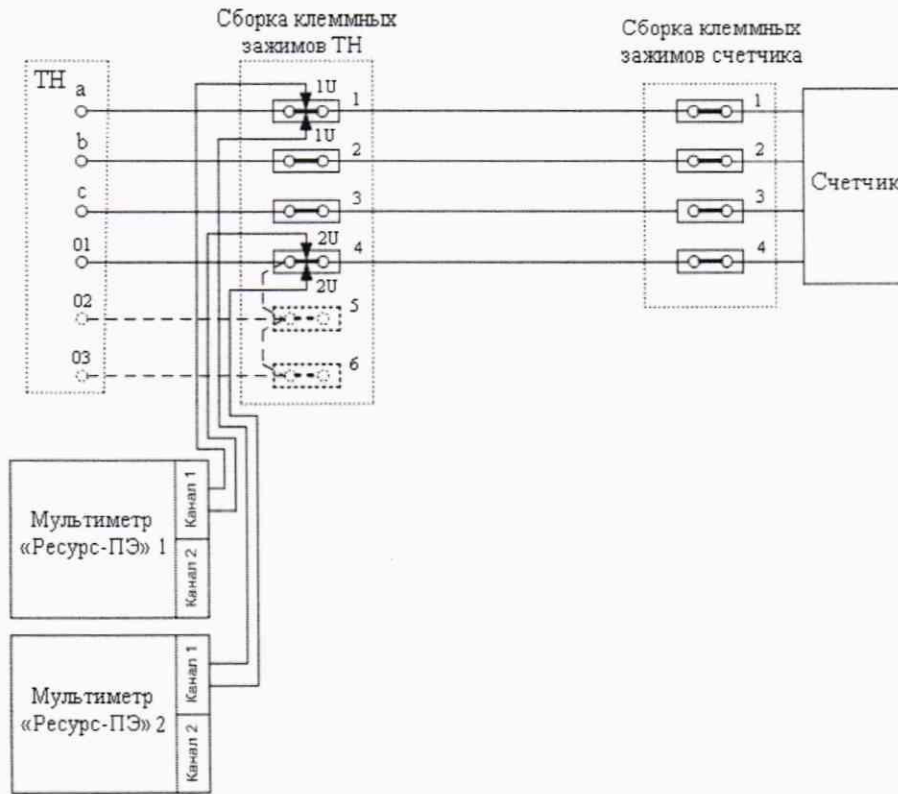 Сборка клеммных
зажимов ТН
Сборка клеммных
зажимов счетчика
ТН
a
1U
1
1
1U
b
2
2
Счетчик
c
3
3
01
2U
4
4
2U
02
5
03
6
Мультиметр
«Ресурс-ПЭ» 1
Канал 1
Канал 2
Мультиметр
«Ресурс-ПЭ» 2
Канал 1
Канал 2